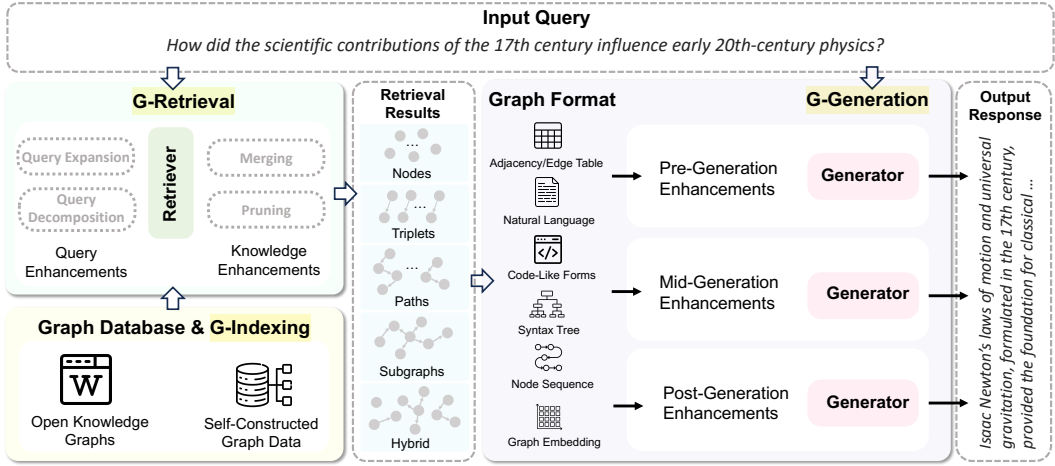 Input Query
How did the scientific contributions of the 17th century influence early 20th-century physics?
G-Retrieval
Query Expansion
Query
Decomposition
Query
Enhancements
Retriever
Merging
Pruning
Knowledge
Enhancements
Graph Database & G-Indexing
W
Open Knowledge
Graphs
Self-Constructed
Graph Data
Retrieval
Results
...
Nodes
...
Triplets
...
Paths
Subgraphs
Hybrid
Graph Format
Adjacency/Edge Table
Natural Language
</>
Code-Like Forms
Syntax Tree
Node Sequence
Graph Embedding
G-Generation
Pre-Generation
Enhancements
Generator
Mid-Generation
Enhancements
Generator
Post-Generation
Enhancements
Generator
Output
Response
Isaac Newton's laws of motion and universal
gravitation, formulated in the 17th century,
provided the foundation for classical ...